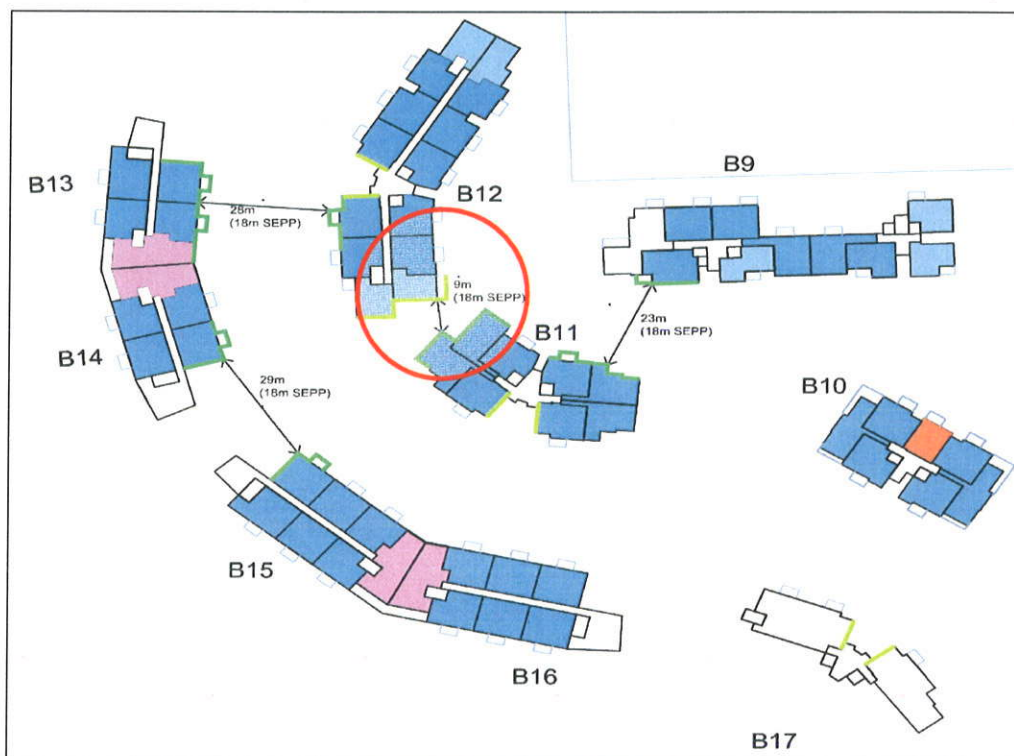 B9
B13
B12
28m
(18m SEPP)
9m
(18m SEPP)
B11
23m
(18m SEPP)
B14
B10
29m
(18m SEPP)
B15
B16
B17